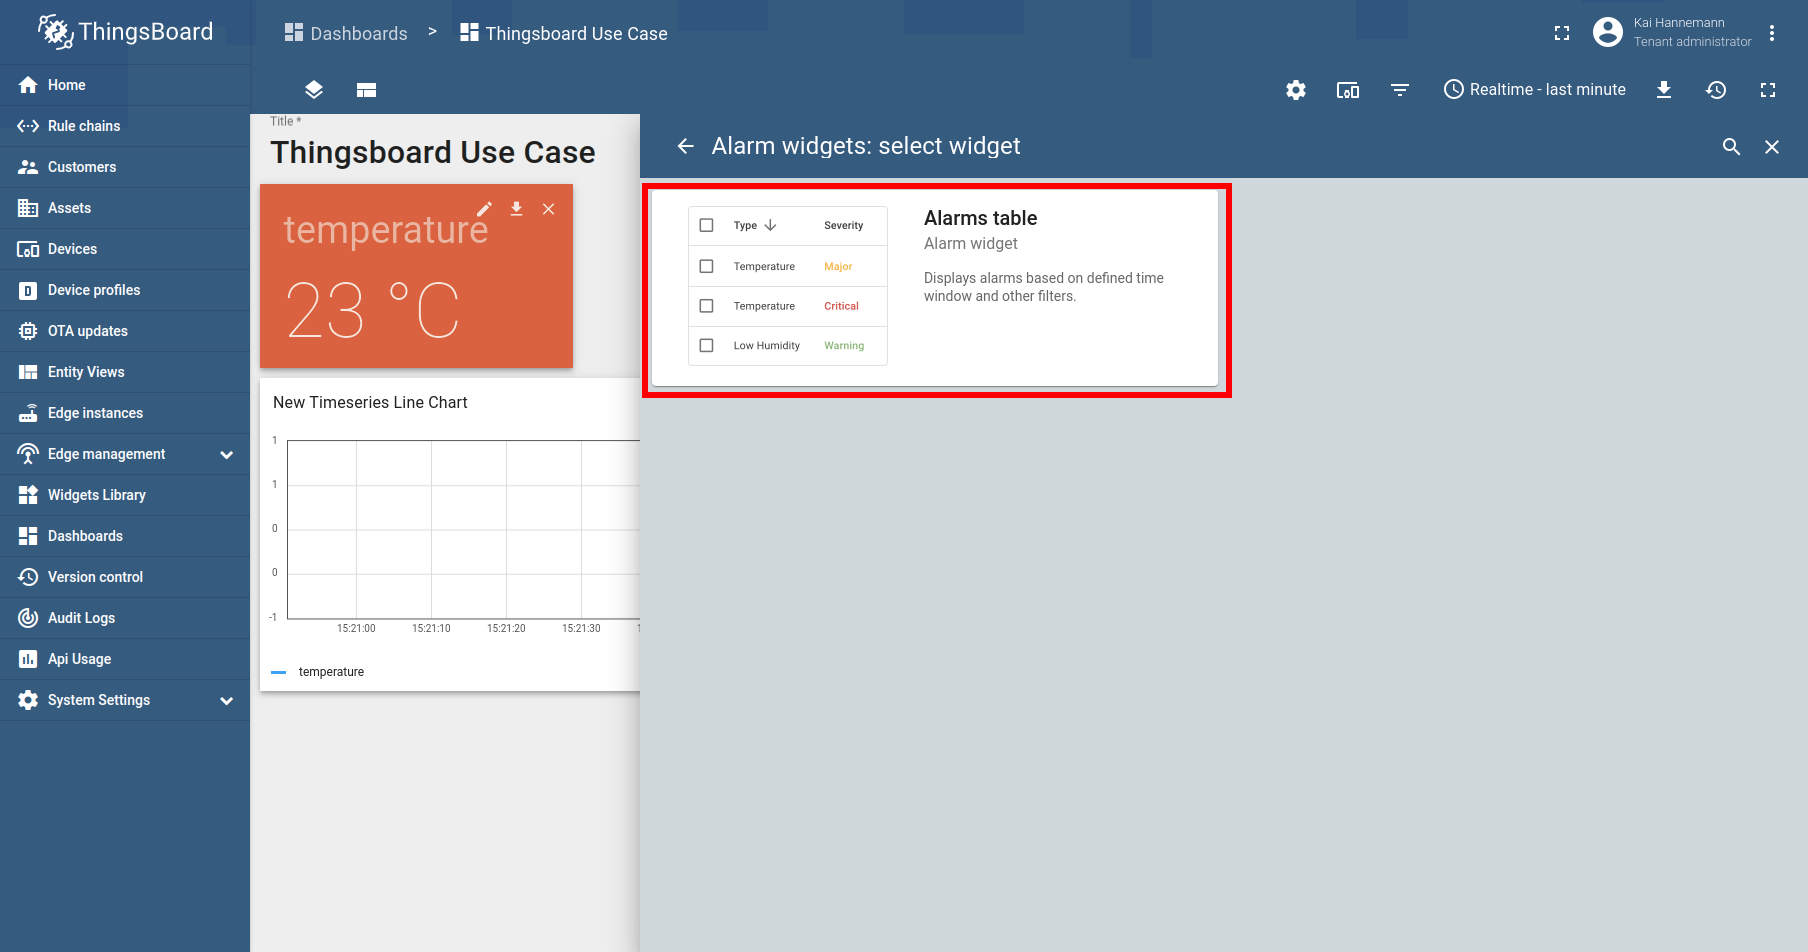 ThingsBoard
Dashboards > Thingsboard Use Case
Kai Hannemann
Tenant administrator
Home
Rule chains
Customers
Assets
Devices
Device profiles
OTA updates
Entity Views
Edge instances
Edge management
Widgets Library
Dashboards
Version control
Audit Logs
Api Usage
System Settings
Realtime - last minute
Title *
Thingsboard Use Case
temperature
23 °C
New Timeseries Line Chart
1
1
0
0
-1
15:21:00 15:21:10 15:21:20 15:21:30
temperature
Alarm widgets: select widget
Type Severity
Temperature Major
Temperature Critical
Low Humidity Warning
Alarms table
Alarm widget
Displays alarms based on defined time
window and other filters.